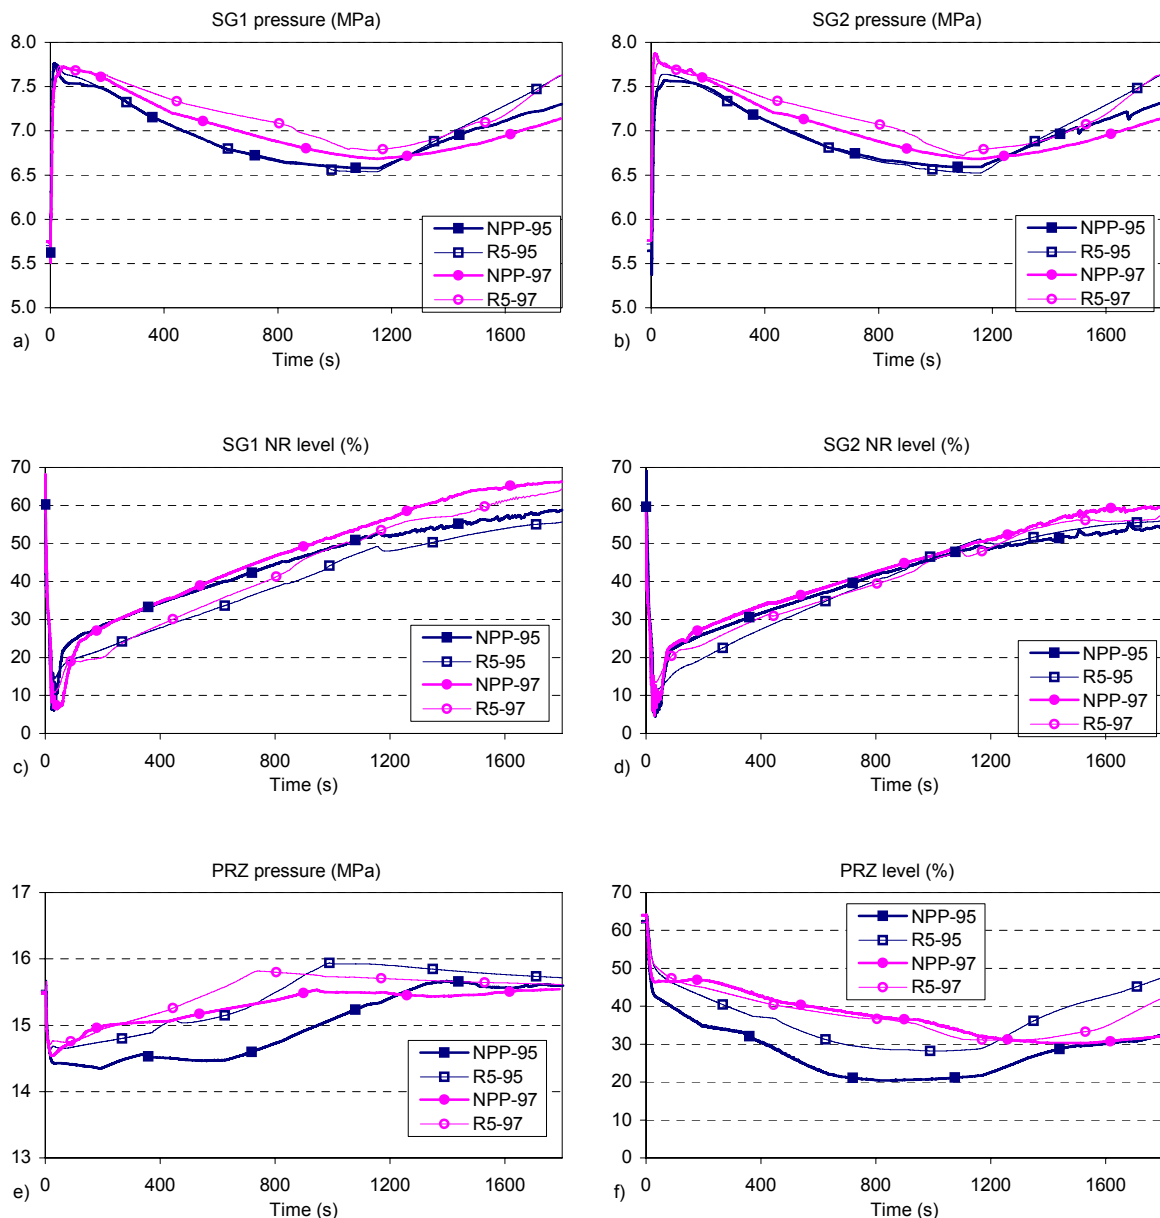 SG1 pressure (MPa)
8.0
7.5
7.0
6.5
6.0
5.5
5.0
0 400 800 1200 1600
Time (s)
NPP-95
R5-95
NPP-97
R5-97
a)
SG2 pressure (MPa)
8.0
7.5
7.0
6.5
6.0
5.5
5.0
0 400 800 1200 1600
Time (s)
NPP-95
R5-95
NPP-97
R5-97
b)
SG1 NR level (%)
70
60
50
40
30
20
10
0
0 400 800 1200 1600
Time (s)
NPP-95
R5-95
NPP-97
R5-97
c)
SG2 NR level (%)
70
60
50
40
30
20
10
0
0 400 800 1200 1600
Time (s)
NPP-95
R5-95
NPP-97
R5-97
d)
PRZ pressure (MPa)
17
16
15
14
13
0 400 800 1200 1600
Time (s)
NPP-95
R5-95
NPP-97
R5-97
e)
PRZ level (%)
70
60
50
40
30
20
10
0
0 400 800 1200 1600
Time (s)
NPP-95
R5-95
NPP-97
R5-97
f)